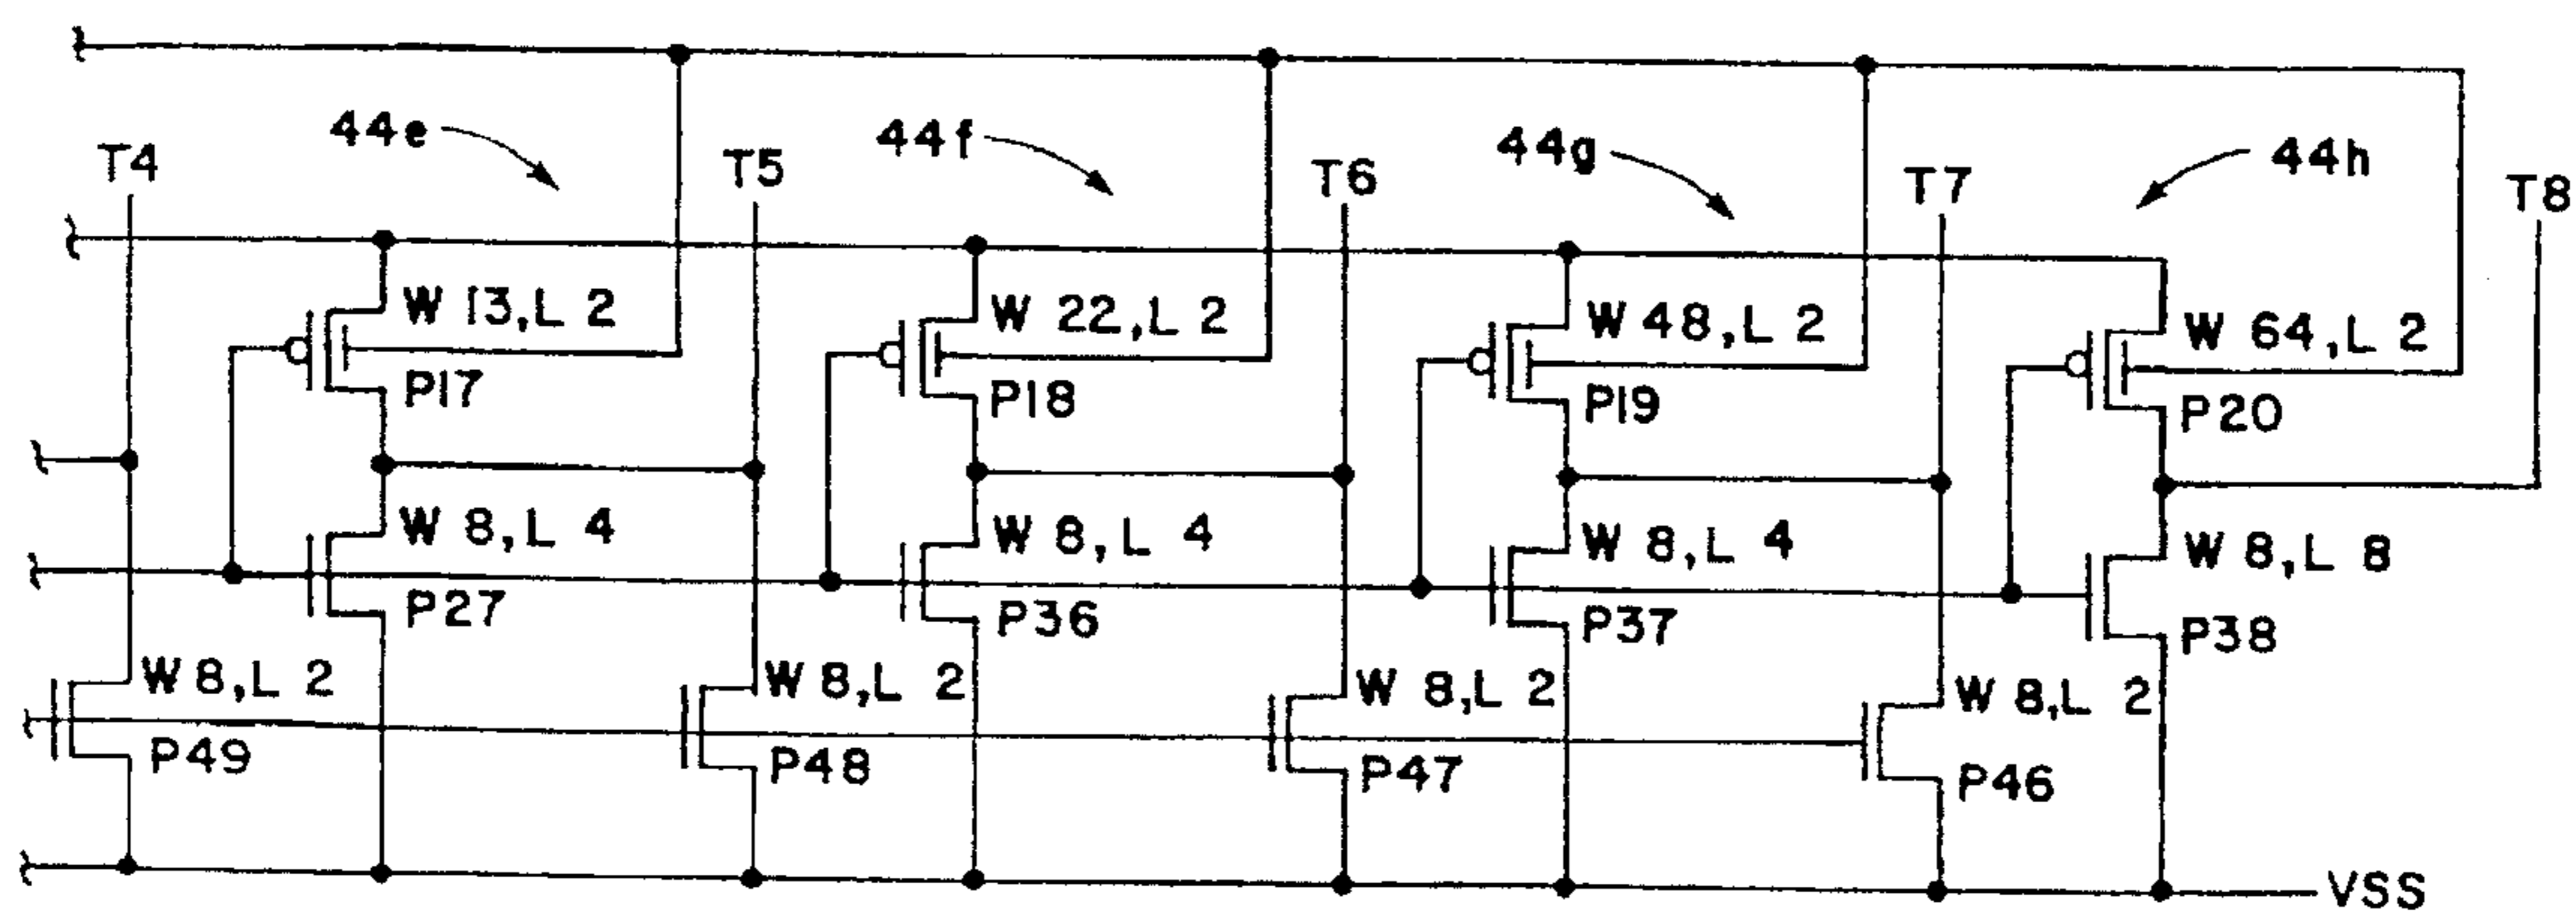 44e
44f
44g
44h
T4
T5
T6
T7
T8
W 13,L 2
P17
W 22,L 2
P18
W 48,L 2
P19
W 64,L 2
P20
W 8,L 4
P27
W 8,L 4
P36
W 8,L 4
P37
W 8,L 8
P38
W 8,L 2
P49
W 8,L 2
P48
W 8,L 2
P47
W 8,L 2
P46
VSS